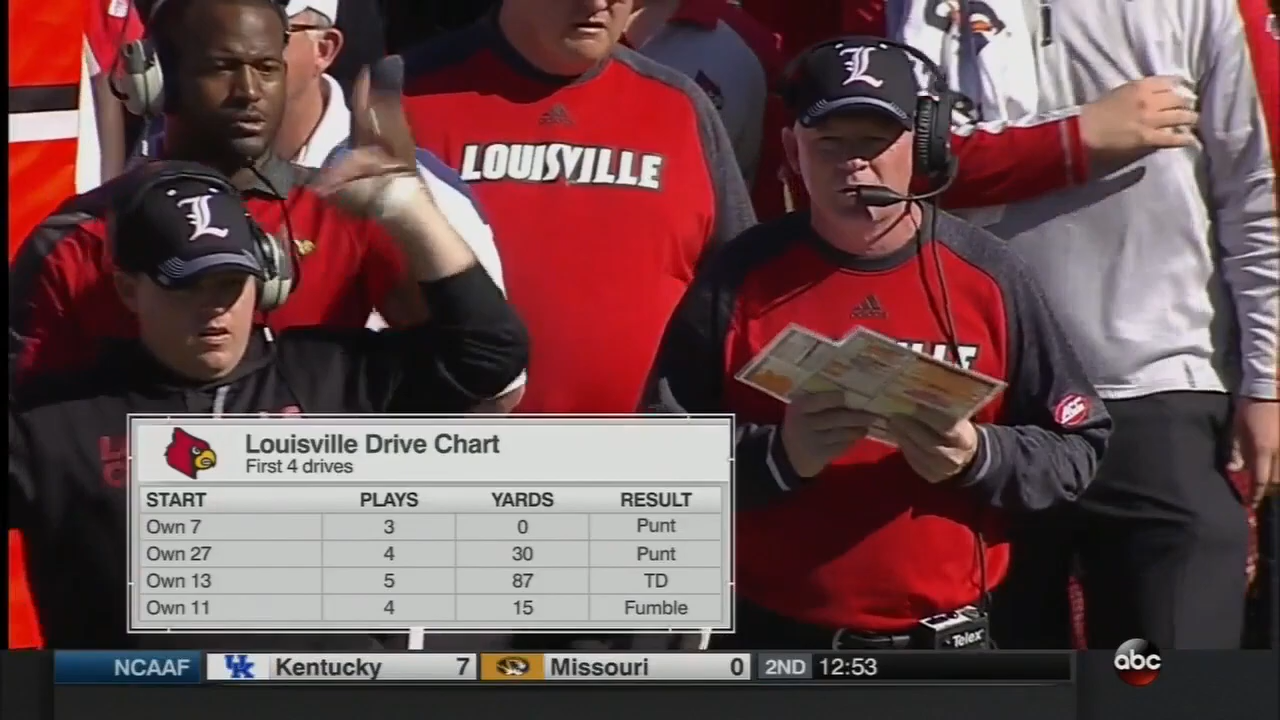 L
LOUISVILLE
L
ACC
Louisville Drive Chart
First 4 drives
START PLAYS YARDS RESULT
Own 7 3 0 Punt
Own 27 4 30 Punt
Own 13 5 87 TD
Own 11 4 15 Fumble
Telex
NCAAF UK Kentucky 7 Missouri 0 2ND 12:53
abc